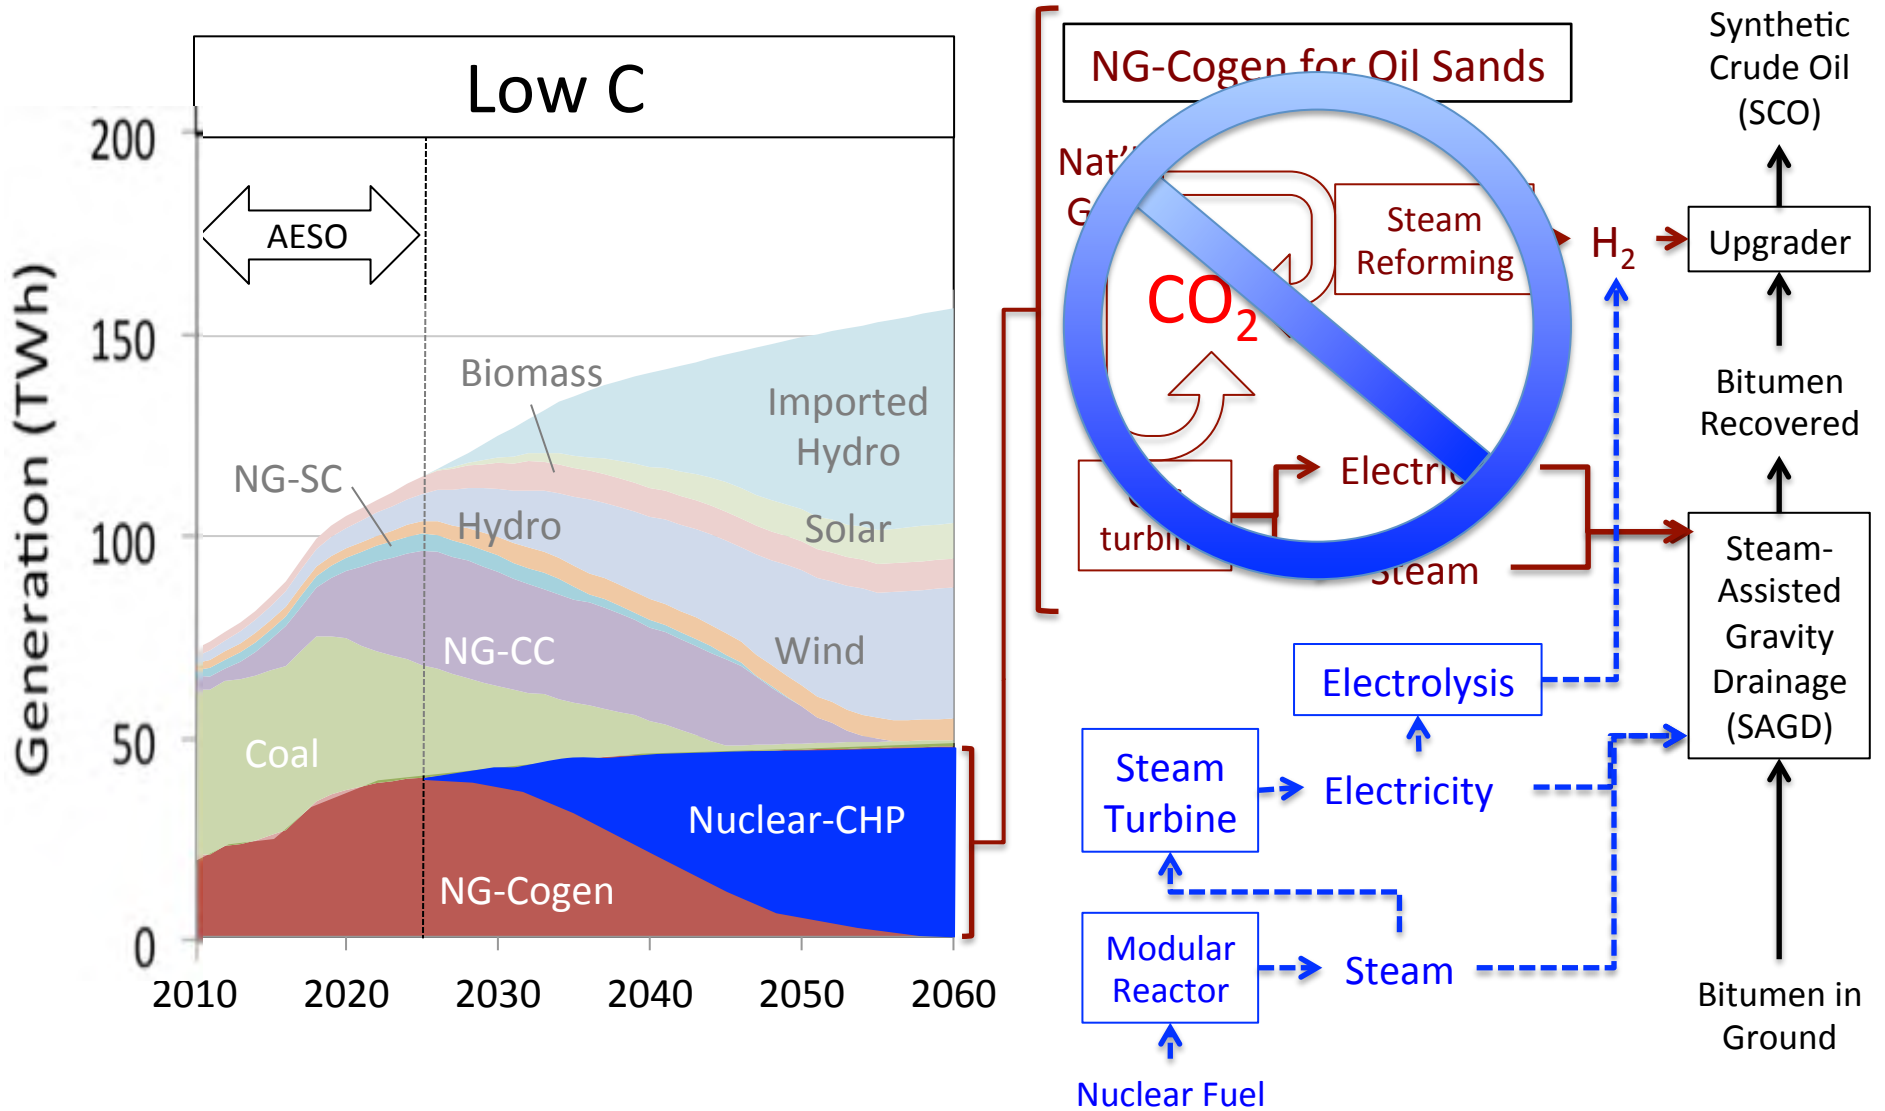 Low C
Generation (TWh)
200
150
100
50
0
2010
2020
2030
2040
2050
2060
AESO
Biomass
NG-SC
Hydro
Imported
Hydro
Solar
Wind
NG-CC
Coal
Nuclear-CHP
NG-Cogen
NG-Cogen for Oil Sands
CO2
Steam
Reforming
H2
Steam
Electrolysis
Steam
Turbine
Electricity
Modular
Reactor
Steam
Nuclear Fuel
Synthetic
Crude Oil
(SCO)
Upgrader
Bitumen
Recovered
Steam-
Assisted
Gravity
Drainage
(SAGD)
Bitumen in
Ground